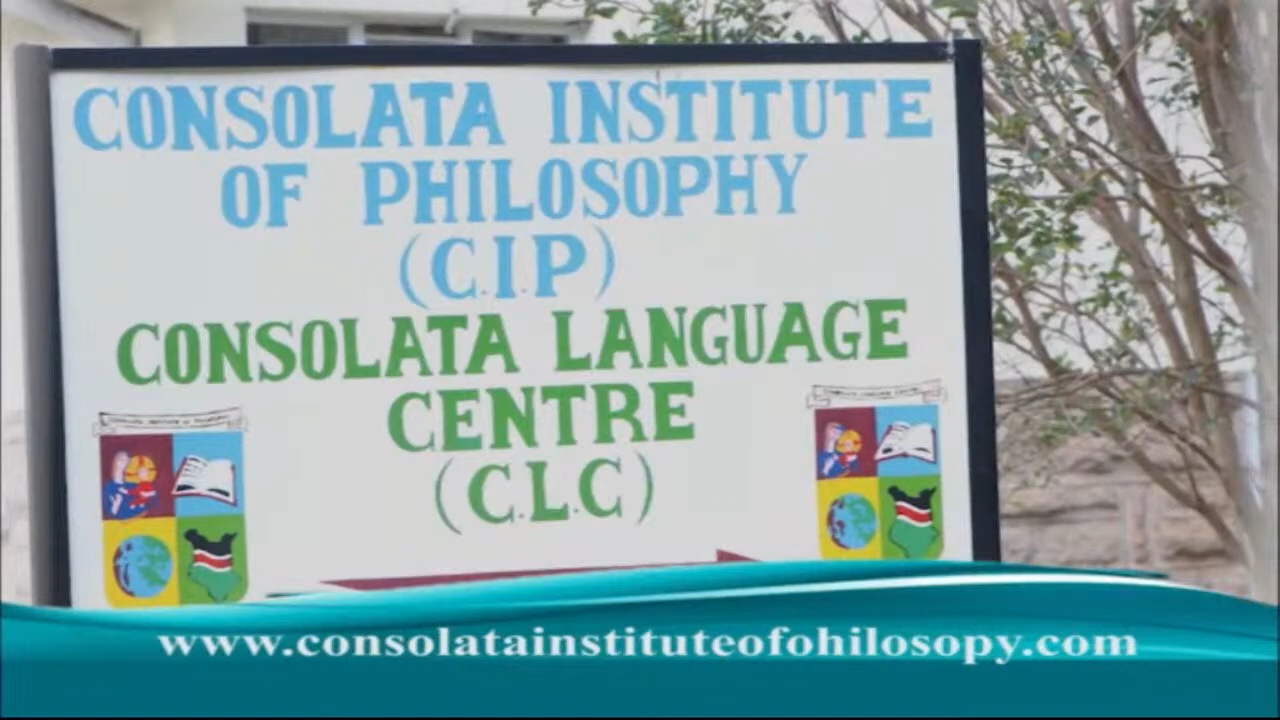 CONSOLATA INSTITUTE
OF PHILOSOPHY
(C.I.P)
CONSOLATA LANGUAGE
CENTRE
(C.L.C)
www.consolatainstituteofohilosopy.com